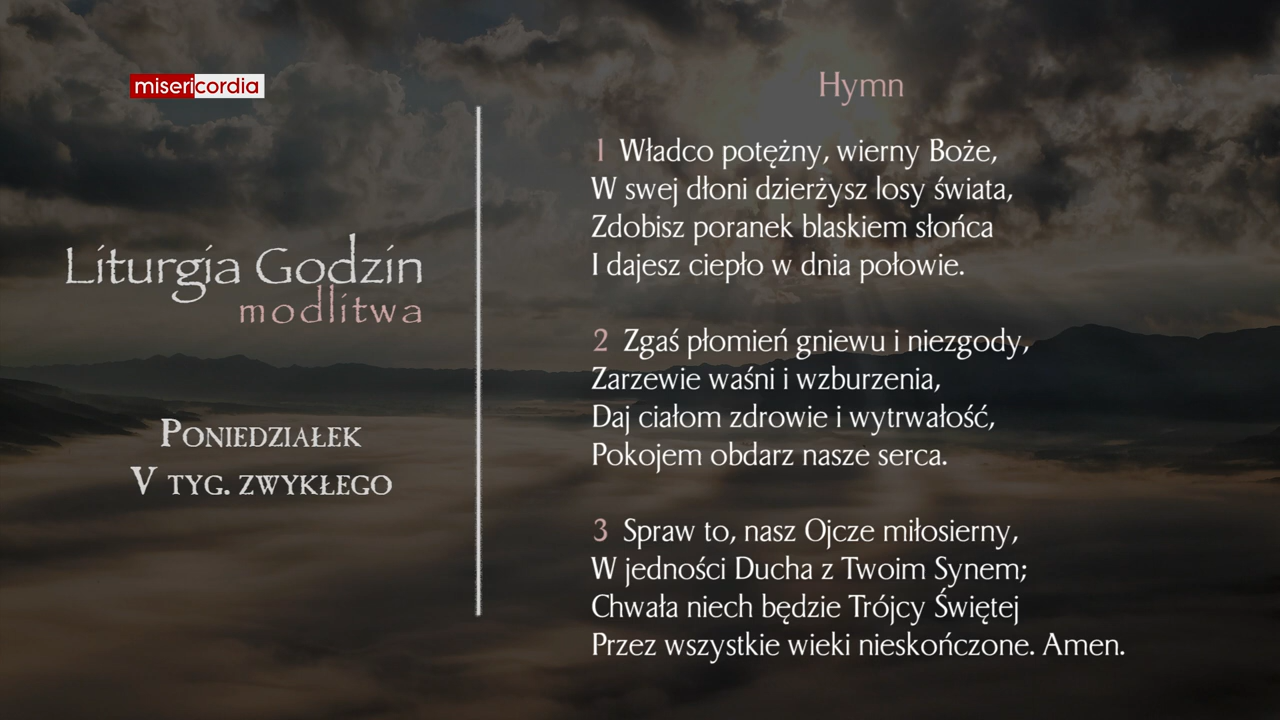 misericordia
Liturgia Godzin
modlitwa
Poniedziałek
V tyg. zwykłego
Hymn
1 Władco potężny, wierny Boże,
W swej dłoni dzierżysz losy świata,
Zdobisz poranek blaskiem słońca
I dajesz ciepło w dnia połowie.
2 Zgaś płomień gniewu i niezgody,
Zarzewie waśni i wzburzenia,
Daj ciałom zdrowie i wytrwałość,
Pokojem obdarz nasze serca.
3 Spraw to, nasz Ojcze miłosierny,
W jedności Ducha z Twoim Synem;
Chwała niech będzie Trójcy Świętej
Przez wszystkie wieki nieskończone. Amen.